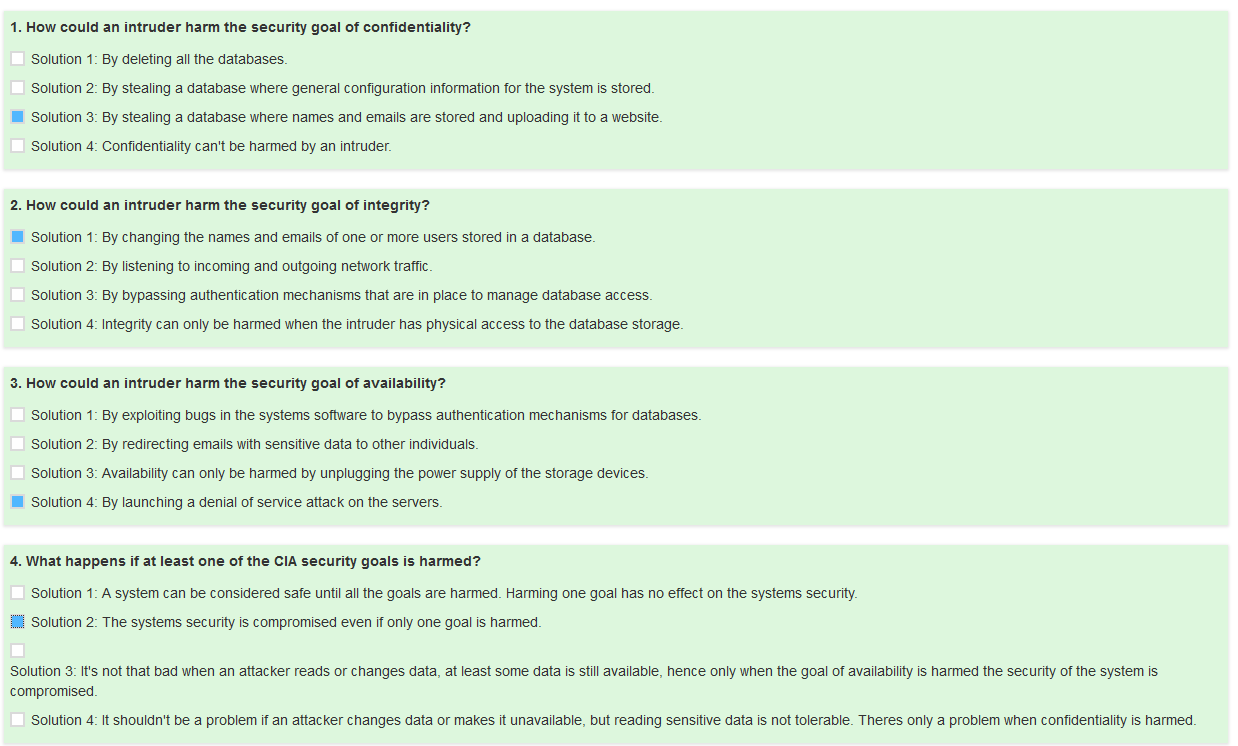 1. How could an intruder harm the security goal of confidentiality?
Solution 1: By deleting all the databases.
Solution 2: By stealing a database where general configuration information for the system is stored.
Solution 3: By stealing a database where names and emails are stored and uploading it to a website.
Solution 4: Confidentiality can't be harmed by an intruder.
2. How could an intruder harm the security goal of integrity?
Solution 1: By changing the names and emails of one or more users stored in a database.
Solution 2: By listening to incoming and outgoing network traffic.
Solution 3: By bypassing authentication mechanisms that are in place to manage database access.
Solution 4: Integrity can only be harmed when the intruder has physical access to the database storage.
3. How could an intruder harm the security goal of availability?
Solution 1: By exploiting bugs in the systems software to bypass authentication mechanisms for databases.
Solution 2: By redirecting emails with sensitive data to other individuals.
Solution 3: Availability can only be harmed by unplugging the power supply of the storage devices.
Solution 4: By launching a denial of service attack on the servers.
4. What happens if at least one of the CIA security goals is harmed?
Solution 1: A system can be considered safe until all the goals are harmed. Harming one goal has no effect on the systems security.
Solution 2: The systems security is compromised even if only one goal is harmed.
Solution 3: It's not that bad when an attacker reads or changes data, at least some data is still available, hence only when the goal of availability is harmed the security of the system is
compromised.
Solution 4: It shouldn't be a problem if an attacker changes data or makes it unavailable, but reading sensitive data is not tolerable. Theres only a problem when confidentiality is harmed.